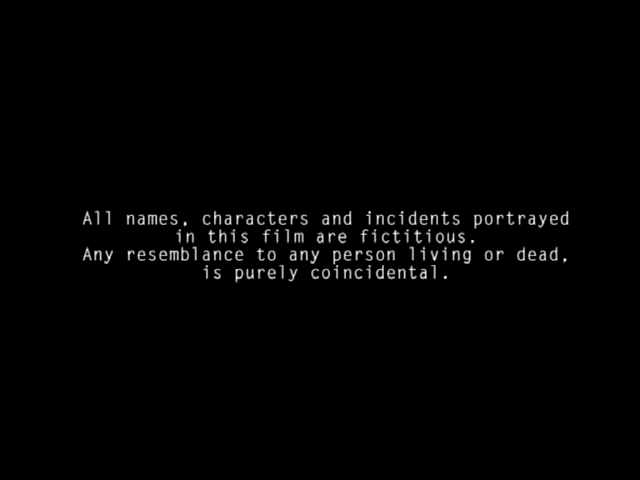 All names, characters and incidents portrayed
in this film are fictitious.
Any resemblance to any person living or dead,
is purely coincidental.